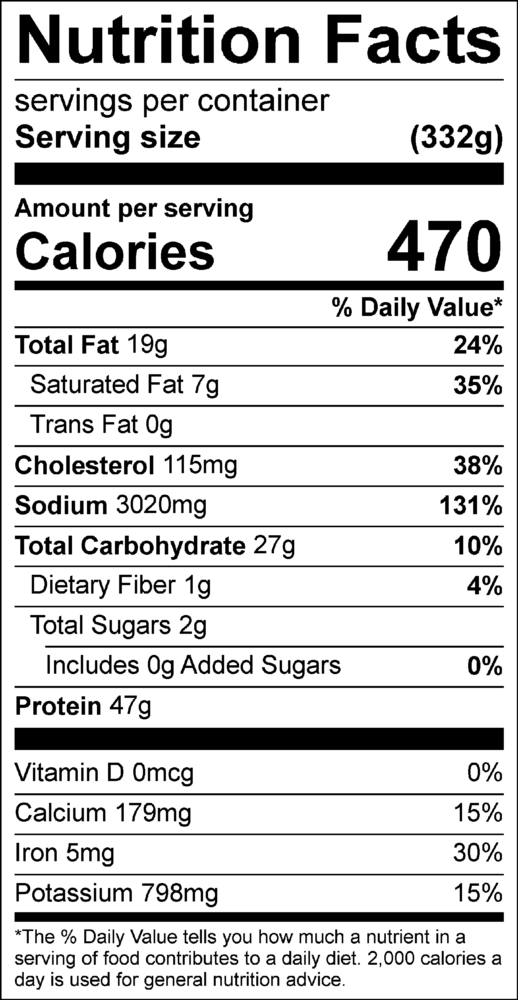 Nutrition Facts
servings per container
Serving size (332g)
Amount per serving
Calories 470
% Daily Value*
Total Fat 19g 24%
Saturated Fat 7g 35%
Trans Fat 0g
Cholesterol 115mg 38%
Sodium 3020mg 131%
Total Carbohydrate 27g 10%
Dietary Fiber 1g 4%
Total Sugars 2g
Includes 0g Added Sugars 0%
Protein 47g
Vitamin D 0mcg 0%
Calcium 179mg 15%
Iron 5mg 30%
Potassium 798mg 15%
*The % Daily Value tells you how much a nutrient in a
serving of food contributes to a daily diet. 2,000 calories a
day is used for general nutrition advice.